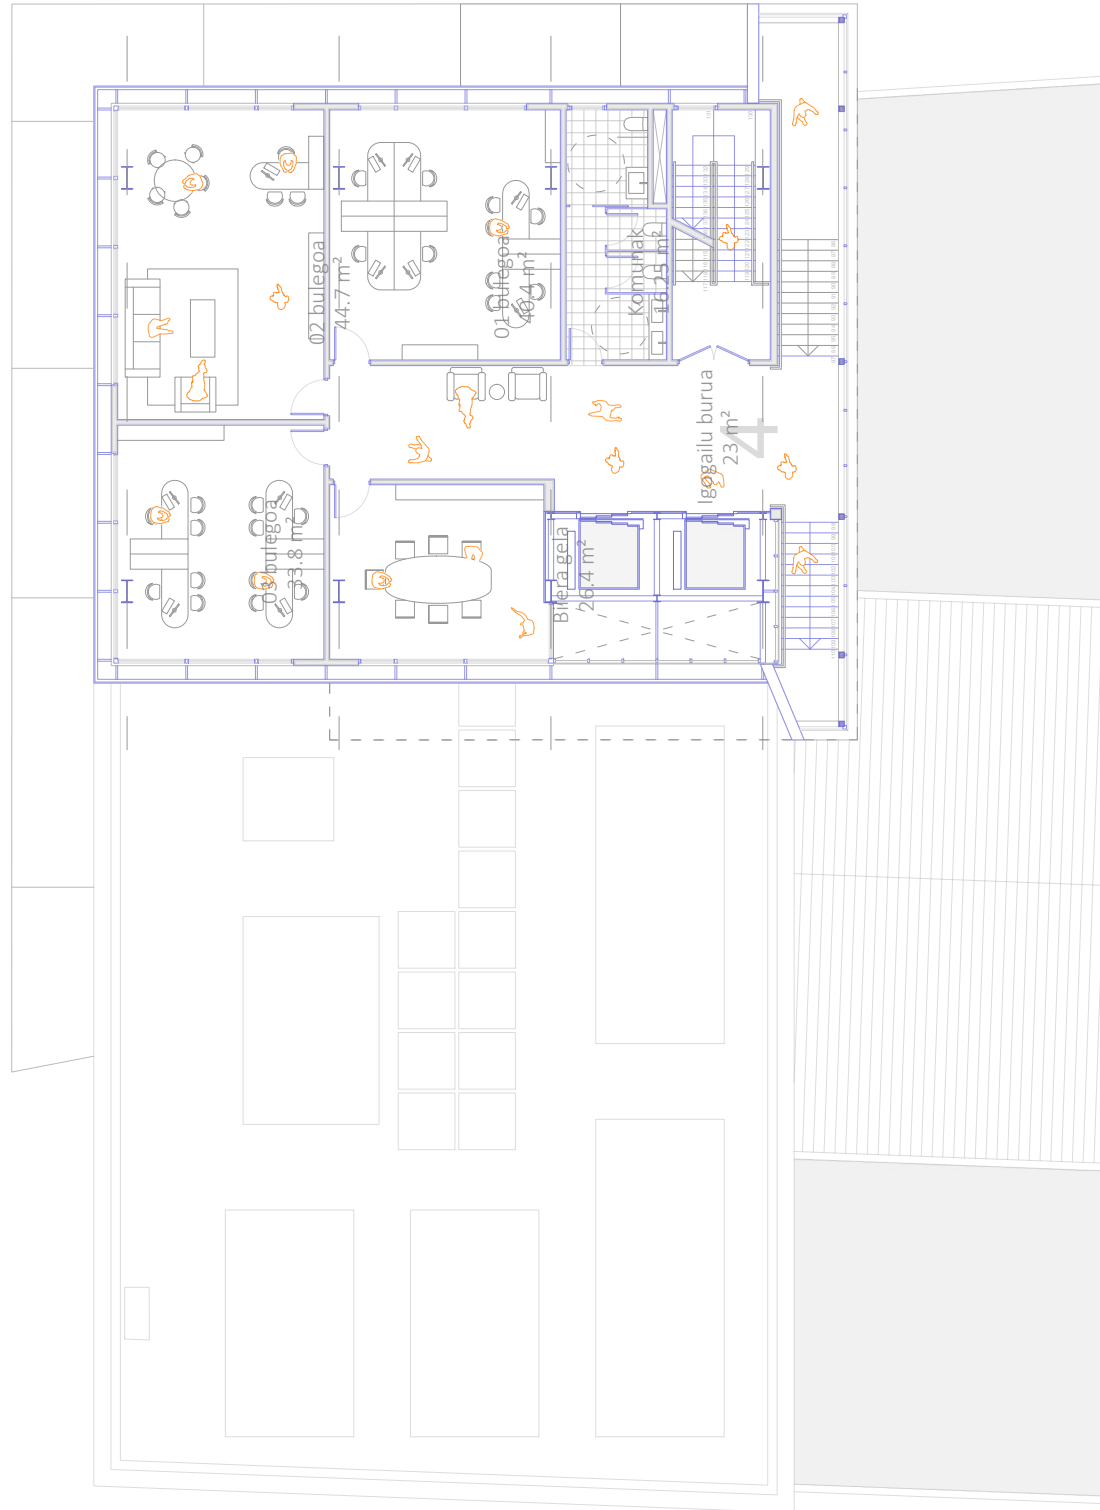 02 bulegoa
44.7 m²
01 bulegoa
40.4 m²
Komunak
16.25 m²
Igogailu burua
23 m²
4
03 bulegoa
33.8 m²
Bilera gela
26.4 m²